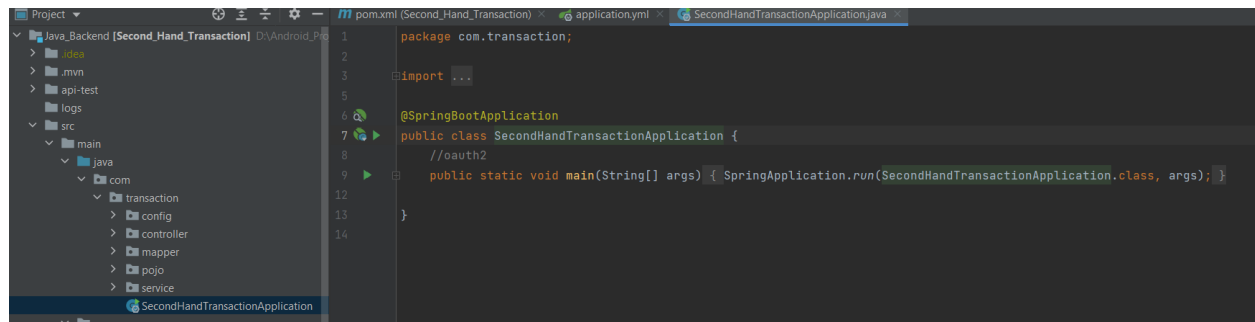 Project
pom.xml (Second_Hand_Transaction)
application.yml
SecondHandTransactionApplication.java
Java_Backend [Second_Hand_Transaction] D:\Android_Pro
.idea
.mvn
api-test
logs
src
main
java
com
transaction
config
controller
mapper
pojo
service
SecondHandTransactionApplication
1 package com.transaction;
2
3 import ...
5
6 @SpringBootApplication
7 public class SecondHandTransactionApplication {
8 //oauth2
9 public static void main(String[] args) { SpringApplication.run(SecondHandTransactionApplication.class, args); }
12
13 }
14